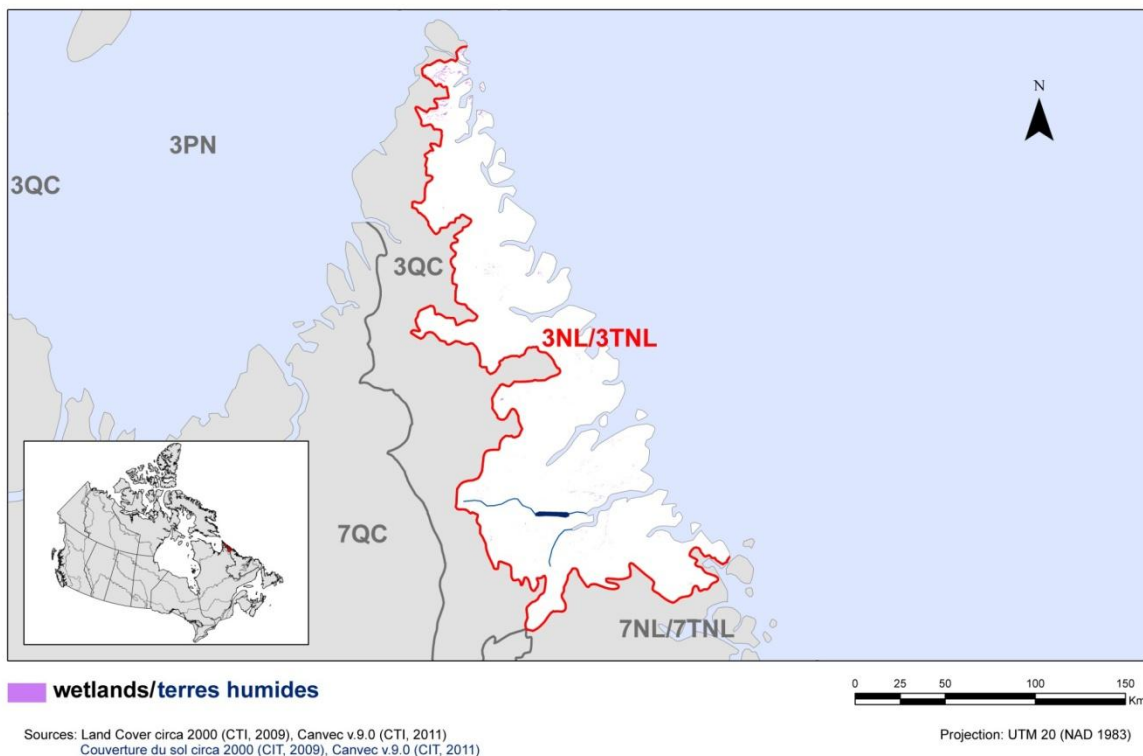 N
3PN
3QC
3QC
3NL/3TNL
7QC
7NL/7TNL
wetlands/terres humides
0 25 50 100 150
Km
Sources: Land Cover circa 2000 (CTI, 2009), Canvec v.9.0 (CTI, 2011)
Projection: UTM 20 (NAD 1983)
Couverture du sol circa 2000 (CIT, 2009), Canvec v.9.0 (CIT, 2011)